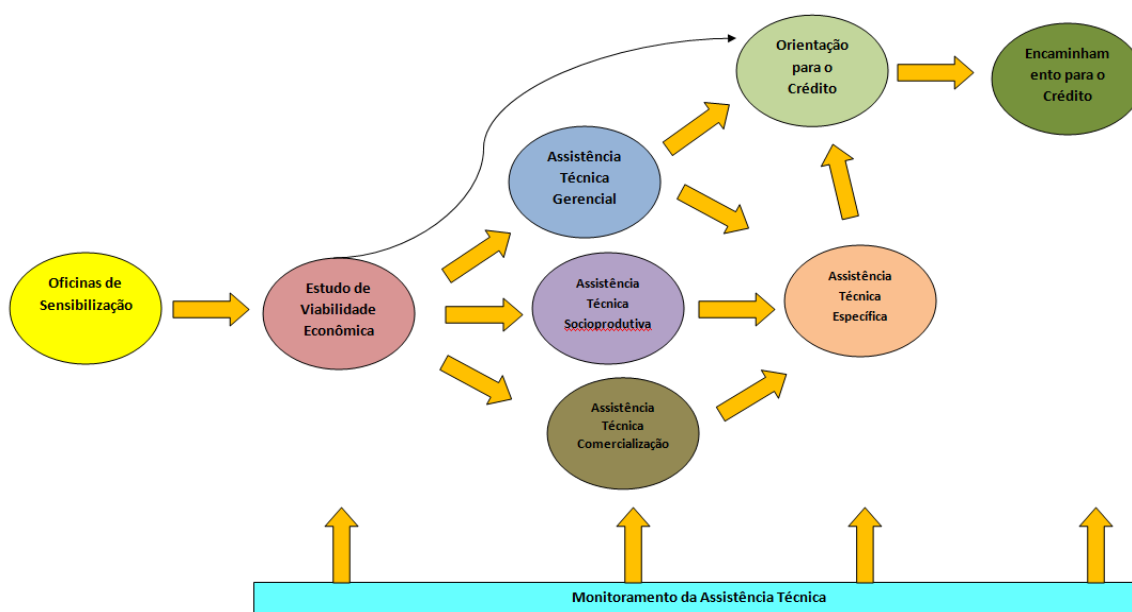 Orientação
para o
Crédito
Encaminham
ento para o
Crédito
Assistência
Técnica
Gerencial
Oficinas de
Sensibilização
Estudo de
Viabilidade
Econômica
Assistência
Técnica
Socioprodutiva
Assistência
Técnica
Específica
Assistência
Técnica
Comercialização
Monitoramento da Assistência Técnica